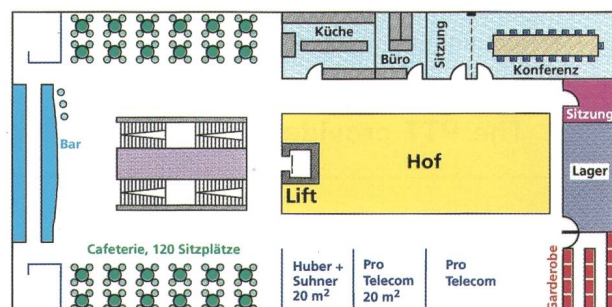 Küche
Büro
Sitzung
Konferenz
Sitzung
Bar
Hof
Lager
Lift
Cafeterie, 120 Sitzplätze
Huber +
Suhner
20 m²
Pro
Telecom
20 m²
Pro
Telecom
Garderobe